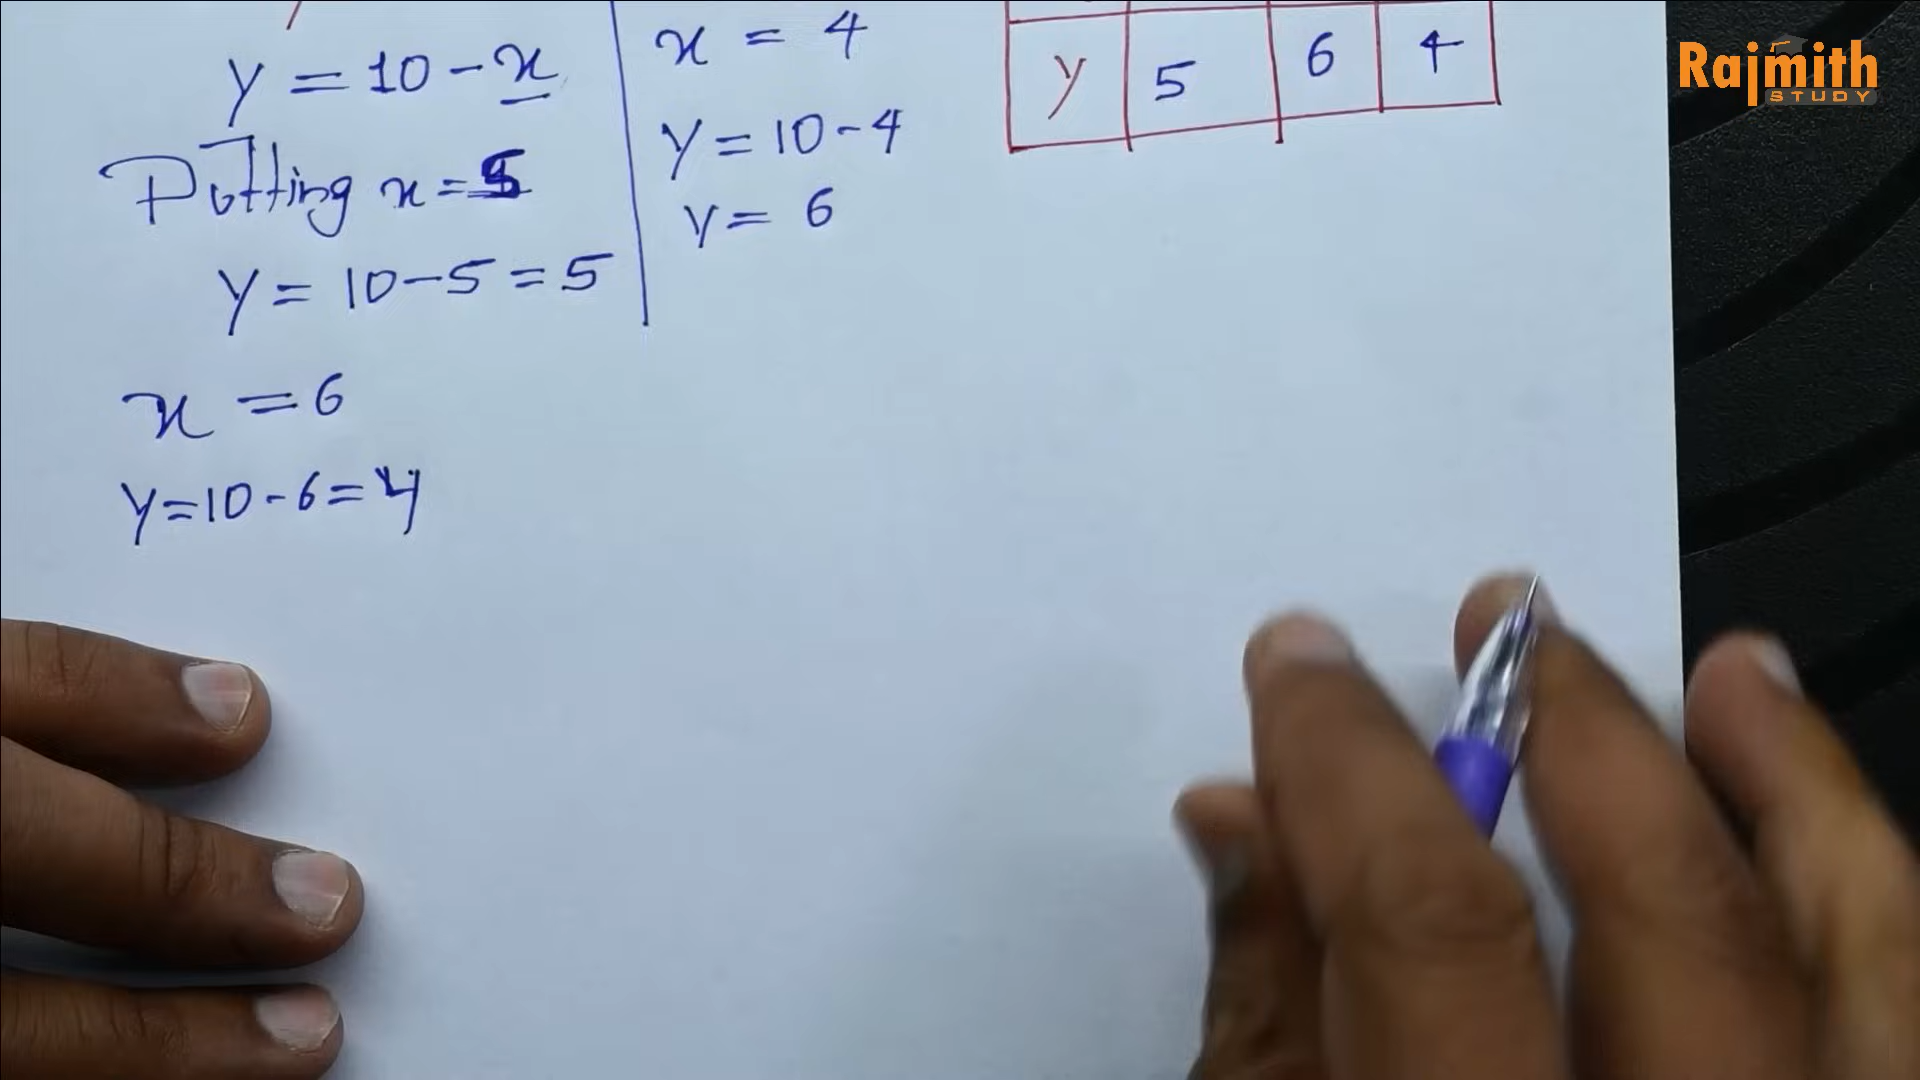 y = 10 - x
Putting x = 5
y = 10 - 5 = 5
x = 6
y = 10 - 6 = 4
x = 4
y = 10 - 4
y = 6
y 5 6 4
Rajmith
STUDY